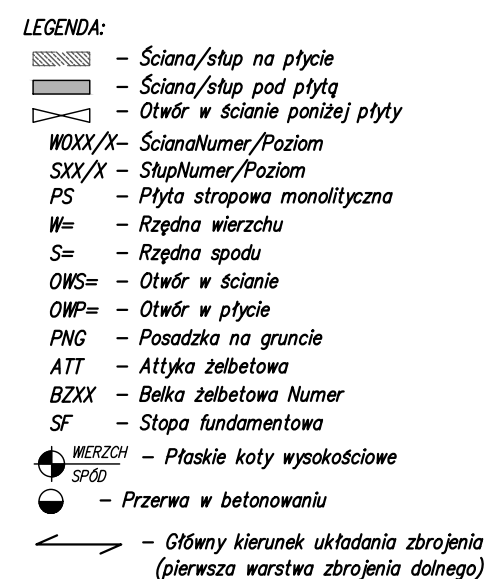 LEGENDA:
– Ściana/słup na płycie
– Ściana/słup pod płytą
– Otwór w ścianie poniżej płyty
WOXX/X– ŚcianaNumer/Poziom
SXX/X – SłupNumer/Poziom
PS – Płyta stropowa monolityczna
W= – Rzędna wierzchu
S= – Rzędna spodu
OWS= – Otwór w ścianie
OWP= – Otwór w płycie
PNG – Posadzka na gruncie
ATT – Attyka żelbetowa
BZXX – Belka żelbetowa Numer
SF – Stopa fundamentowa
WIERZCH – Płaskie koty wysokościowe
SPÓD
– Przerwa w betonowaniu
– Główny kierunek układania zbrojenia
(pierwsza warstwa zbrojenia dolnego)